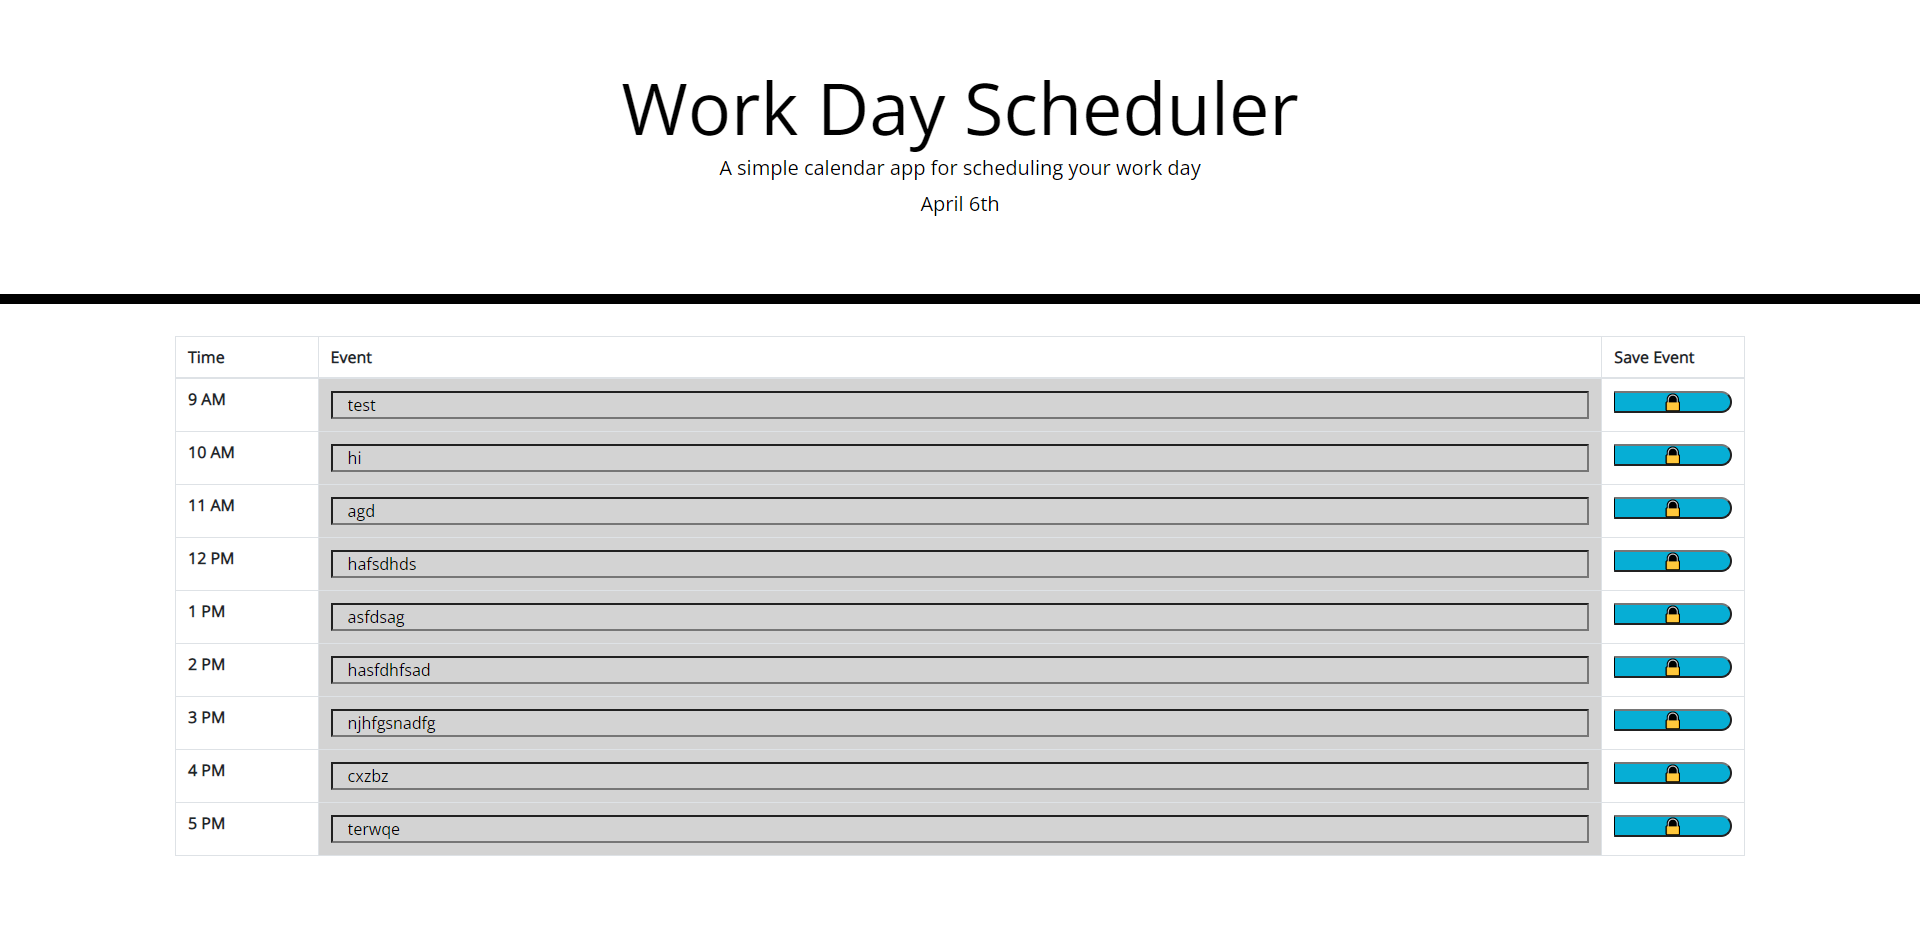 Work Day Scheduler
A simple calendar app for scheduling your work day
April 6th
Time Event Save Event
9 AM test
10 AM hi
11 AM agd
12 PM hafsdhds
1 PM asfdsag
2 PM hasfdhfsad
3 PM njhfgsnadfg
4 PM cxzbz
5 PM terwqe